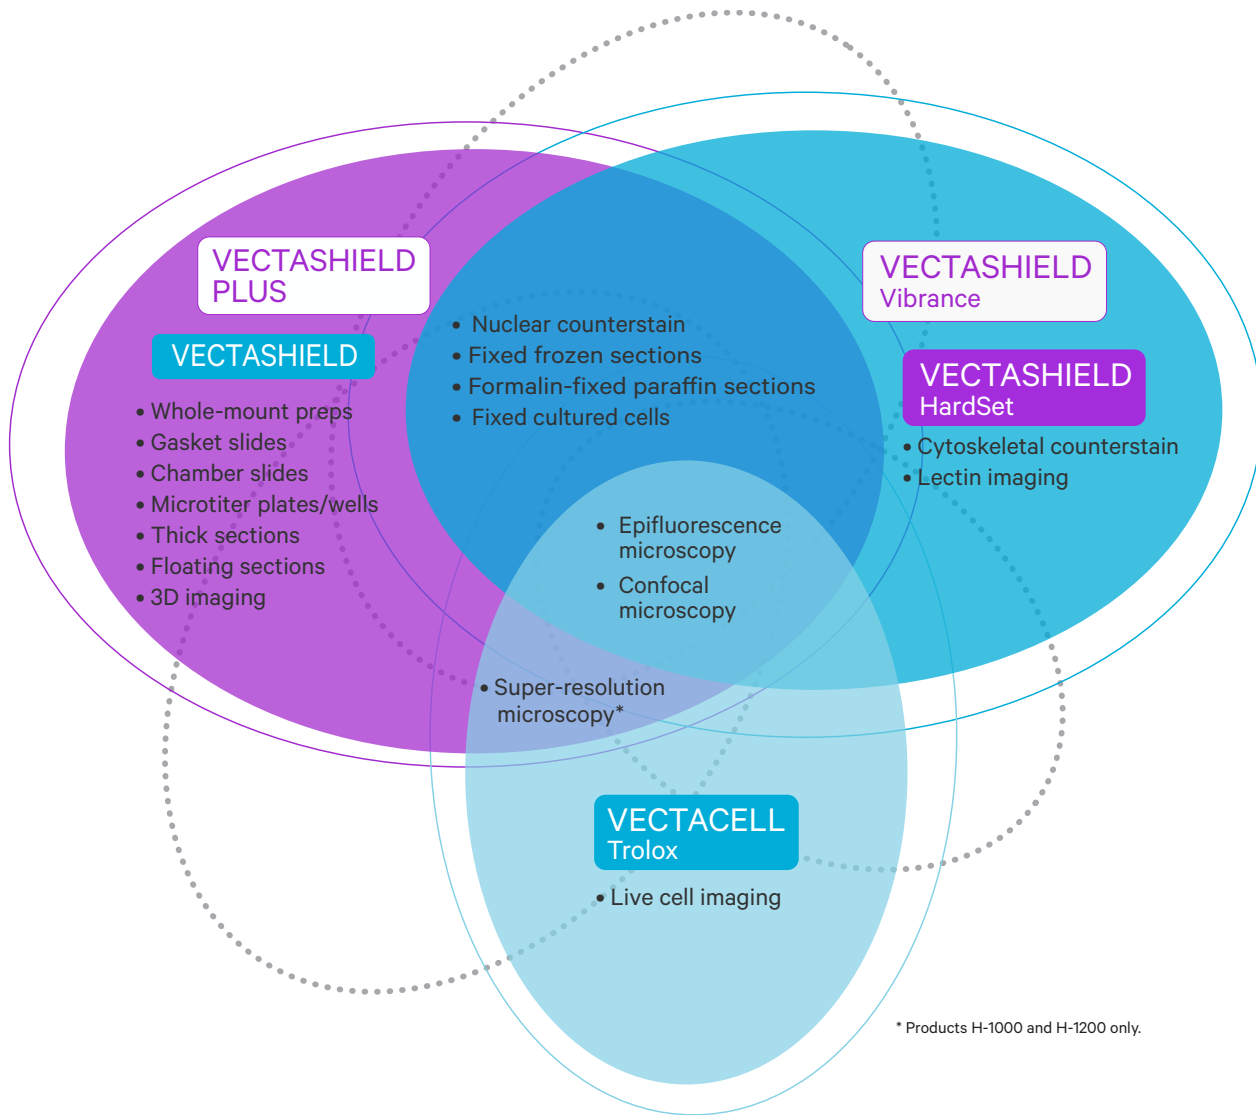 VECTASHIELD
PLUS
VECTASHIELD
• Whole-mount preps
• Gasket slides
• Chamber slides
• Microtiter plates/wells
• Thick sections
• Floating sections
• 3D imaging
• Nuclear counterstain
• Fixed frozen sections
• Formalin-fixed paraffin sections
• Fixed cultured cells
VECTASHIELD
Vibrance
VECTASHIELD
HardSet
• Cytoskeletal counterstain
• Lectin imaging
• Epifluorescence
microscopy
• Confocal
microscopy
• Super-resolution
microscopy*
VECTACELL
Trolox
• Live cell imaging
* Products H-1000 and H-1200 only.